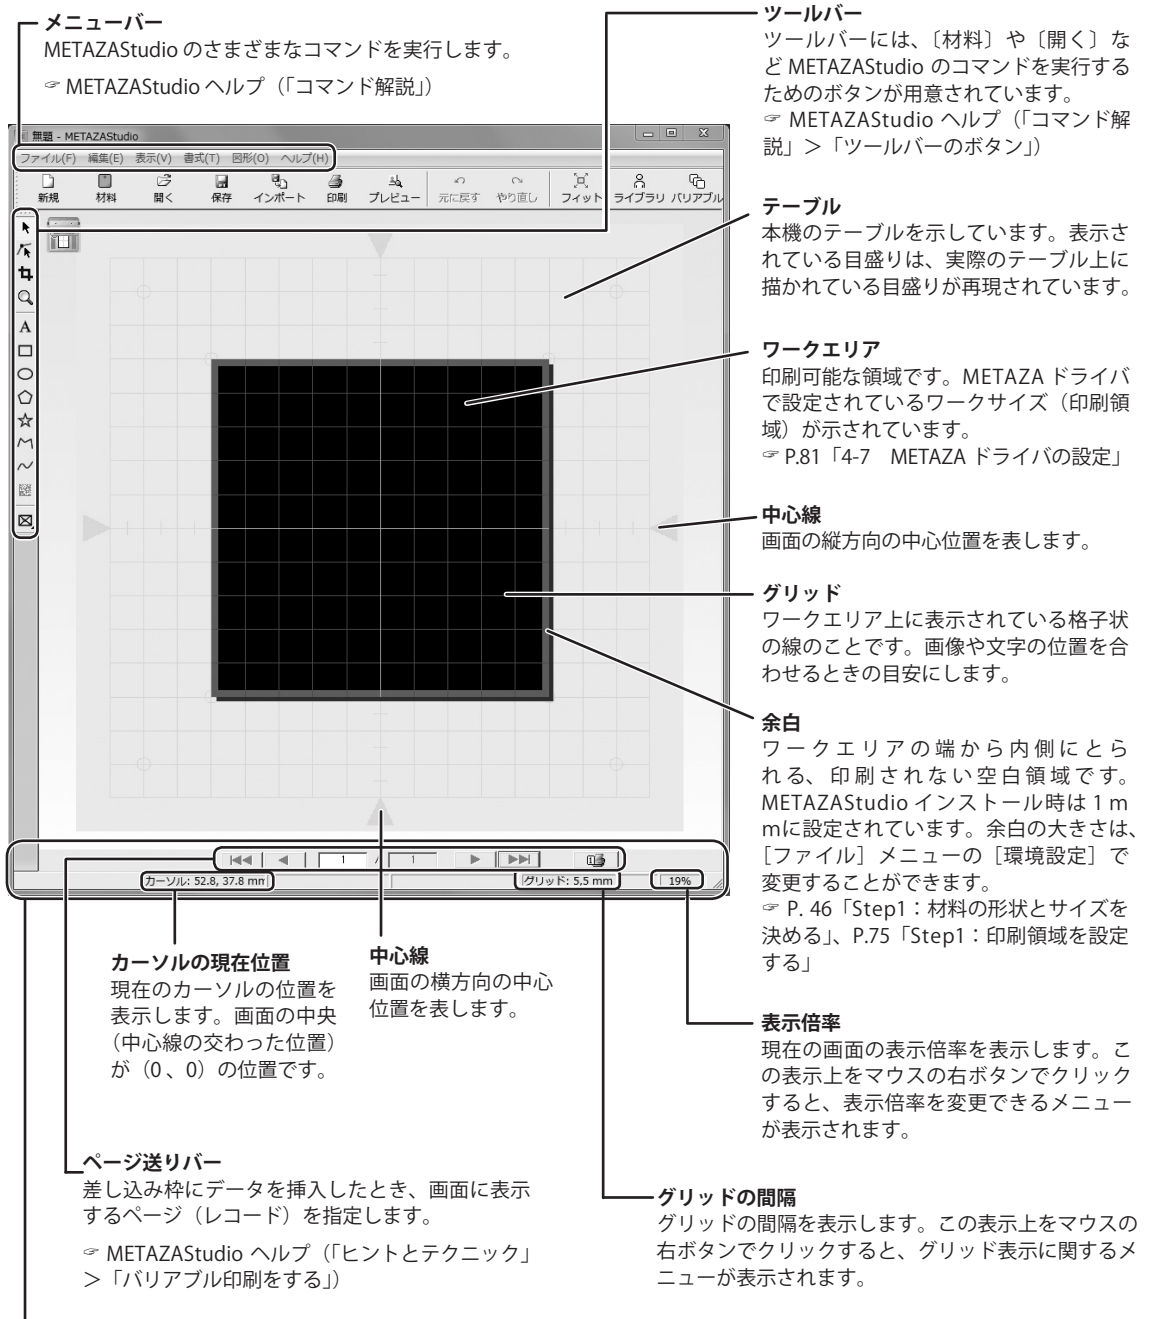 メニューバー
METAZAStudio のさまざまなコマンドを実行します。
☞ METAZAStudio ヘルプ（「コマンド解説」）
ツールバー
ツールバーには、〔材料〕や〔開く〕な
ど METAZAStudio のコマンドを実行する
ためのボタンが用意されています。
☞ METAZAStudio ヘルプ（「コマンド解
説」＞「ツールバーのボタン」）
無題 - METAZAStudio
ファイル(F) 編集(E) 表示(V) 書式(T) 図形(O) ヘルプ(H)
新規 材料 開く 保存 インポート 印刷 プレビュー 元に戻す やり直し フィット ライブラリ バリアブル
A
テーブル
本機のテーブルを示しています。表示さ
れている目盛りは、実際のテーブル上に
描かれている目盛りが再現されています。
ワークエリア
印刷可能な領域です。METAZA ドライバ
で設定されているワークサイズ（印刷領
域）が示されています。
☞ P.81「4-7　METAZA ドライバの設定」
中心線
画面の縦方向の中心位置を表します。
グリッド
ワークエリア上に表示されている格子状
の線のことです。画像や文字の位置を合
わせるときの目安にします。
余白
ワークエリアの端から内側にとら
れる、印刷されない空白領域です。
METAZAStudio インストール時は 1 m
mに設定されています。余白の大きさは、
［ファイル］メニューの［環境設定］で
変更することができます。
☞ P. 46「Step1：材料の形状とサイズを
決める」、P.75「Step1：印刷領域を設定
する」
1 / 1
カーソル: 52.8, 37.8 mm
グリッド: 5,5 mm
19%
カーソルの現在位置
現在のカーソルの位置を
表示します。画面の中央
（中心線の交わった位置）
が（0 、0）の位置です。
中心線
画面の横方向の中心
位置を表します。
表示倍率
現在の画面の表示倍率を表示します。こ
の表示上をマウスの右ボタンでクリック
すると、表示倍率を変更できるメニュー
が表示されます。
ページ送りバー
差し込み枠にデータを挿入したとき、画面に表示
するページ（レコード）を指定します。
☞ METAZAStudio ヘルプ（「ヒントとテクニック」
＞「バリアブル印刷をする」）
グリッドの間隔
グリッドの間隔を表示します。この表示上をマウスの
右ボタンでクリックすると、グリッド表示に関するメ
ニューが表示されます。